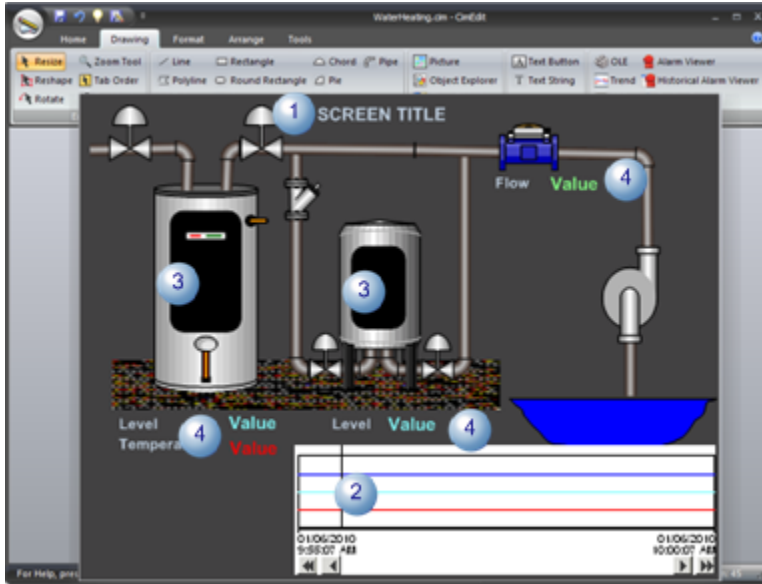 WaterHeating.cim - CimEdit
Home Drawing Format Arrange Tools
Resize Zoom Tool Line Rectangle Chord Pipe Picture Text Button OLE Alarm Viewer
Reshape Tab Order Polyline Round Rectangle Pie Object Explorer Text String Trend Historical Alarm Viewer
Rotate
1 SCREEN TITLE
Flow Value 4
3
3
Level 4 Value Level Value 4
Tempera Value
2
01/06/2010 01/06/2010
9:55:07 AM 10:00:07 AM
For Help, pres